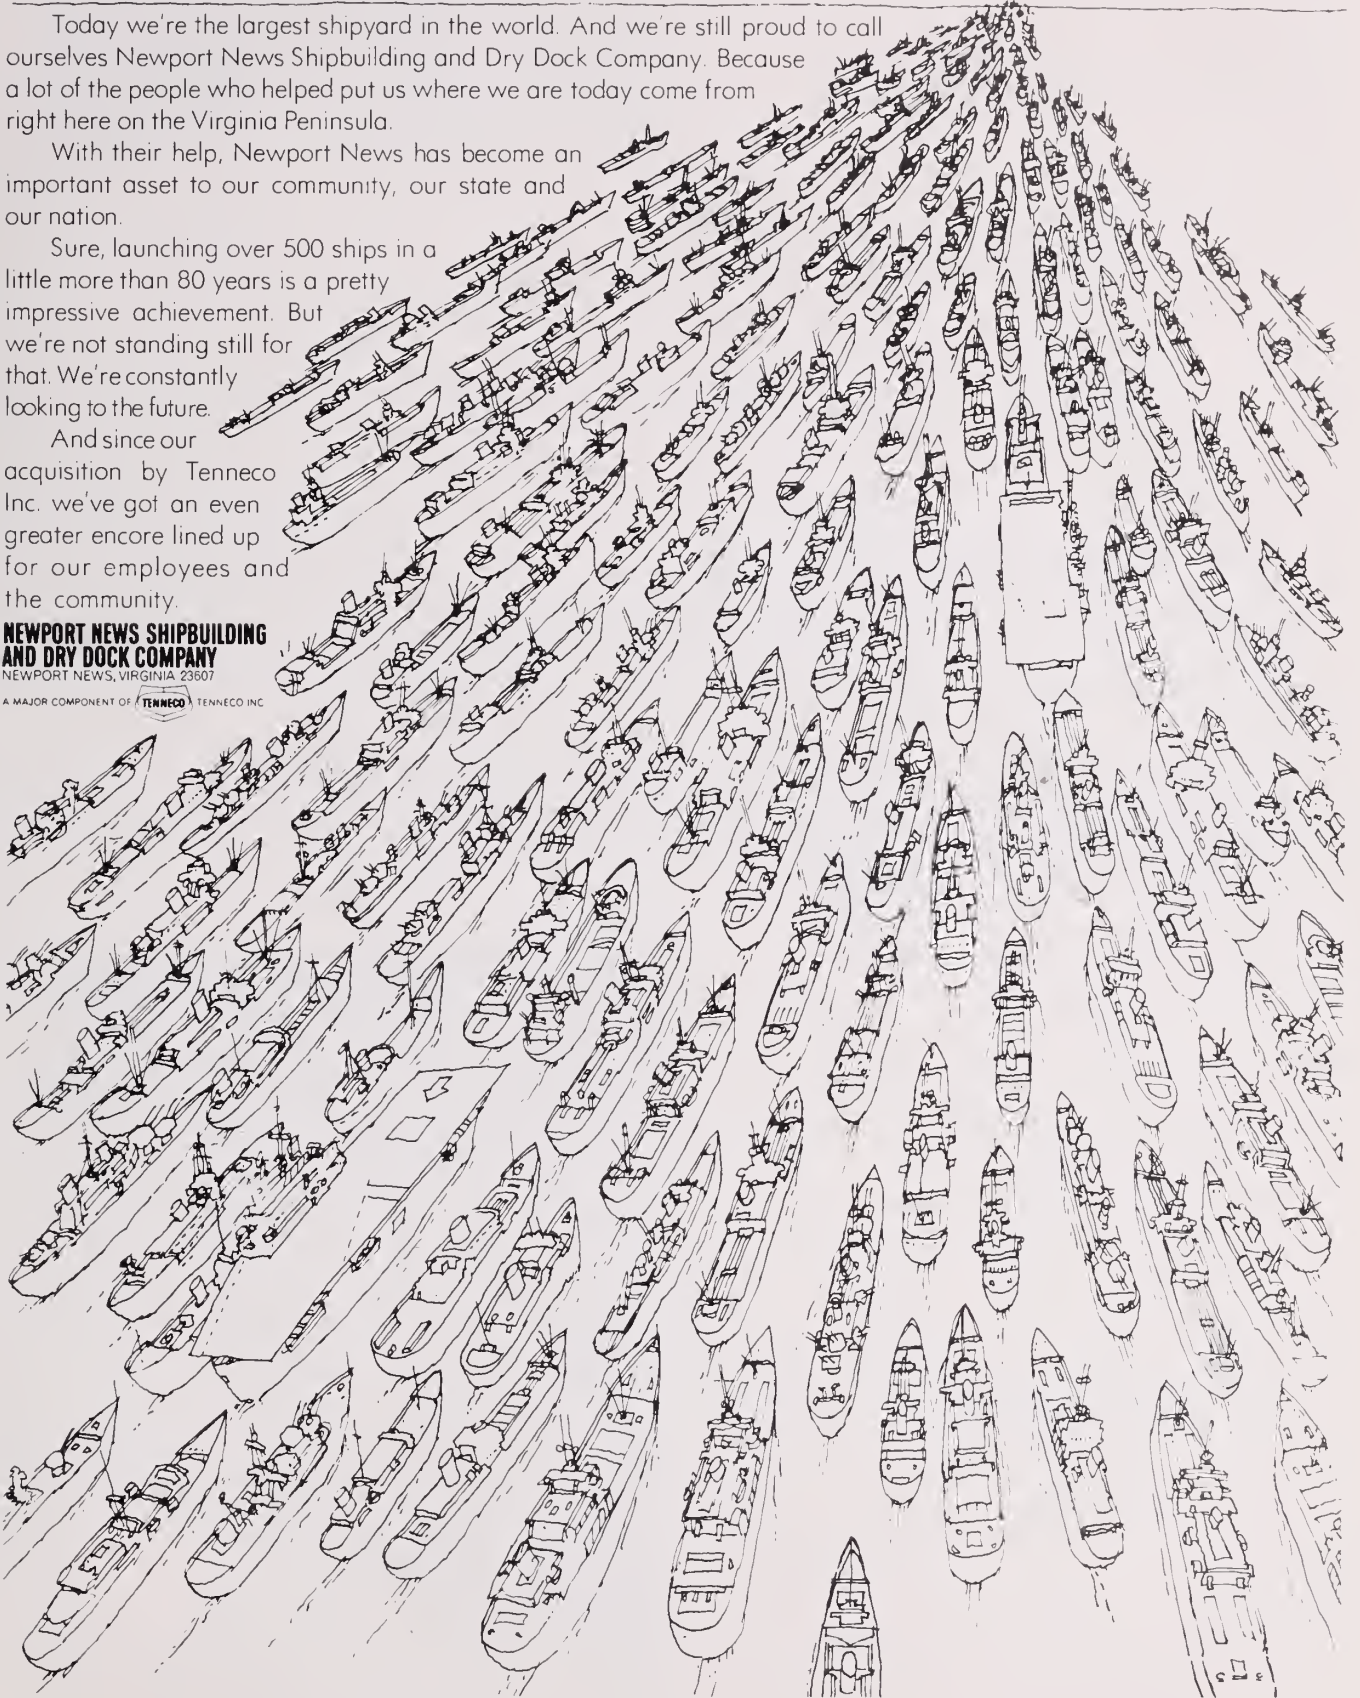 Today we're the largest shipyard in the world. And we're still proud to call
ourselves Newport News Shipbuilding and Dry Dock Company. Because
a lot of the people who helped put us where we are today come from
right here on the Virginia Peninsula.
With their help, Newport News has become an
important asset to our community, our state and
our nation.
Sure, launching over 500 ships in a
little more than 80 years is a pretty
impressive achievement. But
we're not standing still for
that. We're constantly
looking to the future.
And since our
acquisition by Tenneco
Inc. we've got an even
greater encore lined up
for our employees and
the community.
NEWPORT NEWS SHIPBUILDING
AND DRY DOCK COMPANY
NEWPORT NEWS, VIRGINIA 23607
A MAJOR COMPONENT OF TENNECO TENNECO INC